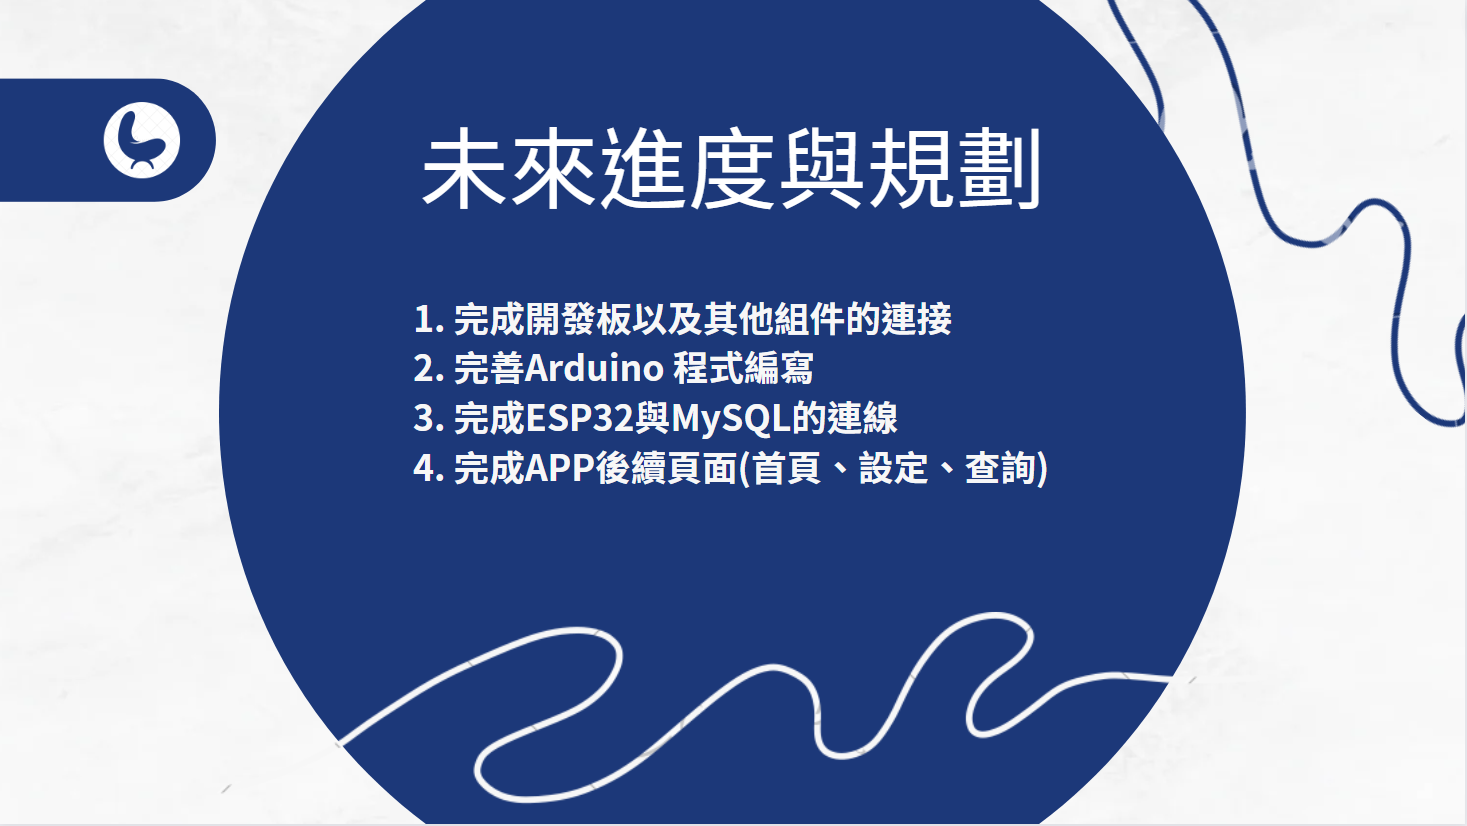 未來進度與規劃
1. 完成開發板以及其他組件的連接
2. 完善Arduino 程式編寫
3. 完成ESP32與MySQL的連線
4. 完成APP後續頁面(首頁、設定、查詢)